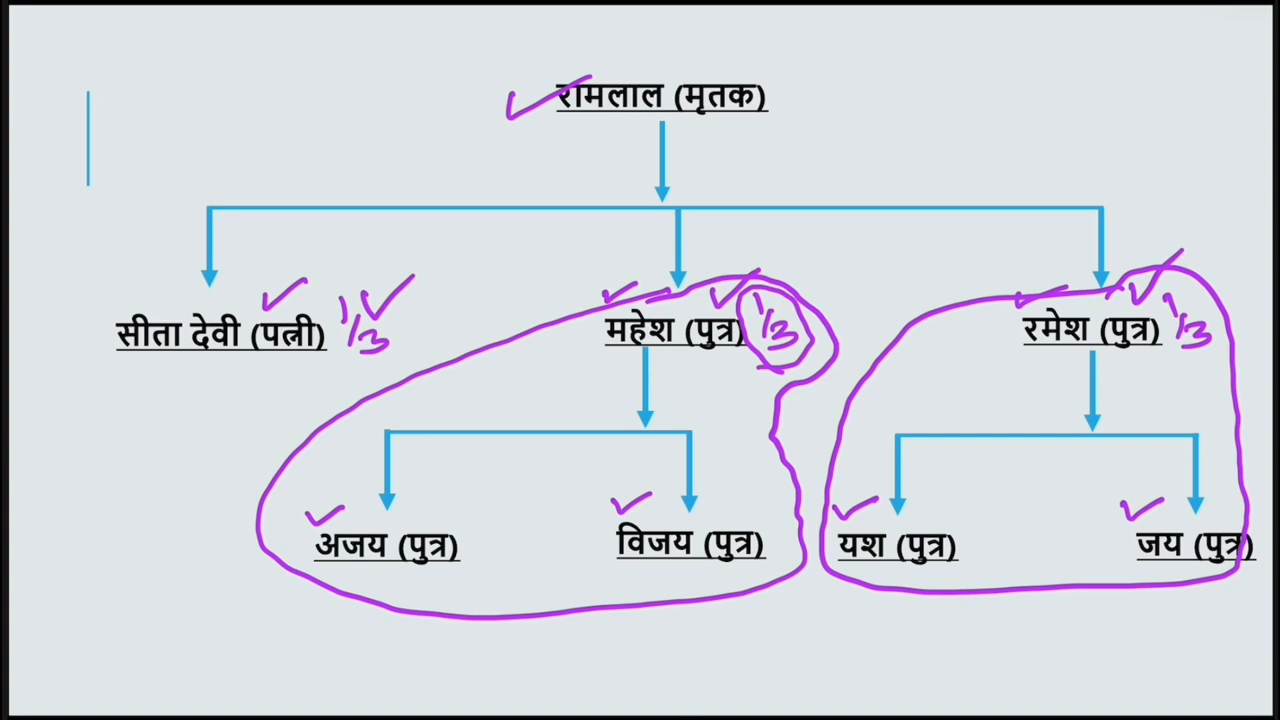 रामलाल (मृतक)
सीता देवी (पत्नी) 1/3 महेश (पुत्र) 1/3 रमेश (पुत्र) 1/3
अजय (पुत्र) विजय (पुत्र) यश (पुत्र) जय (पुत्र)